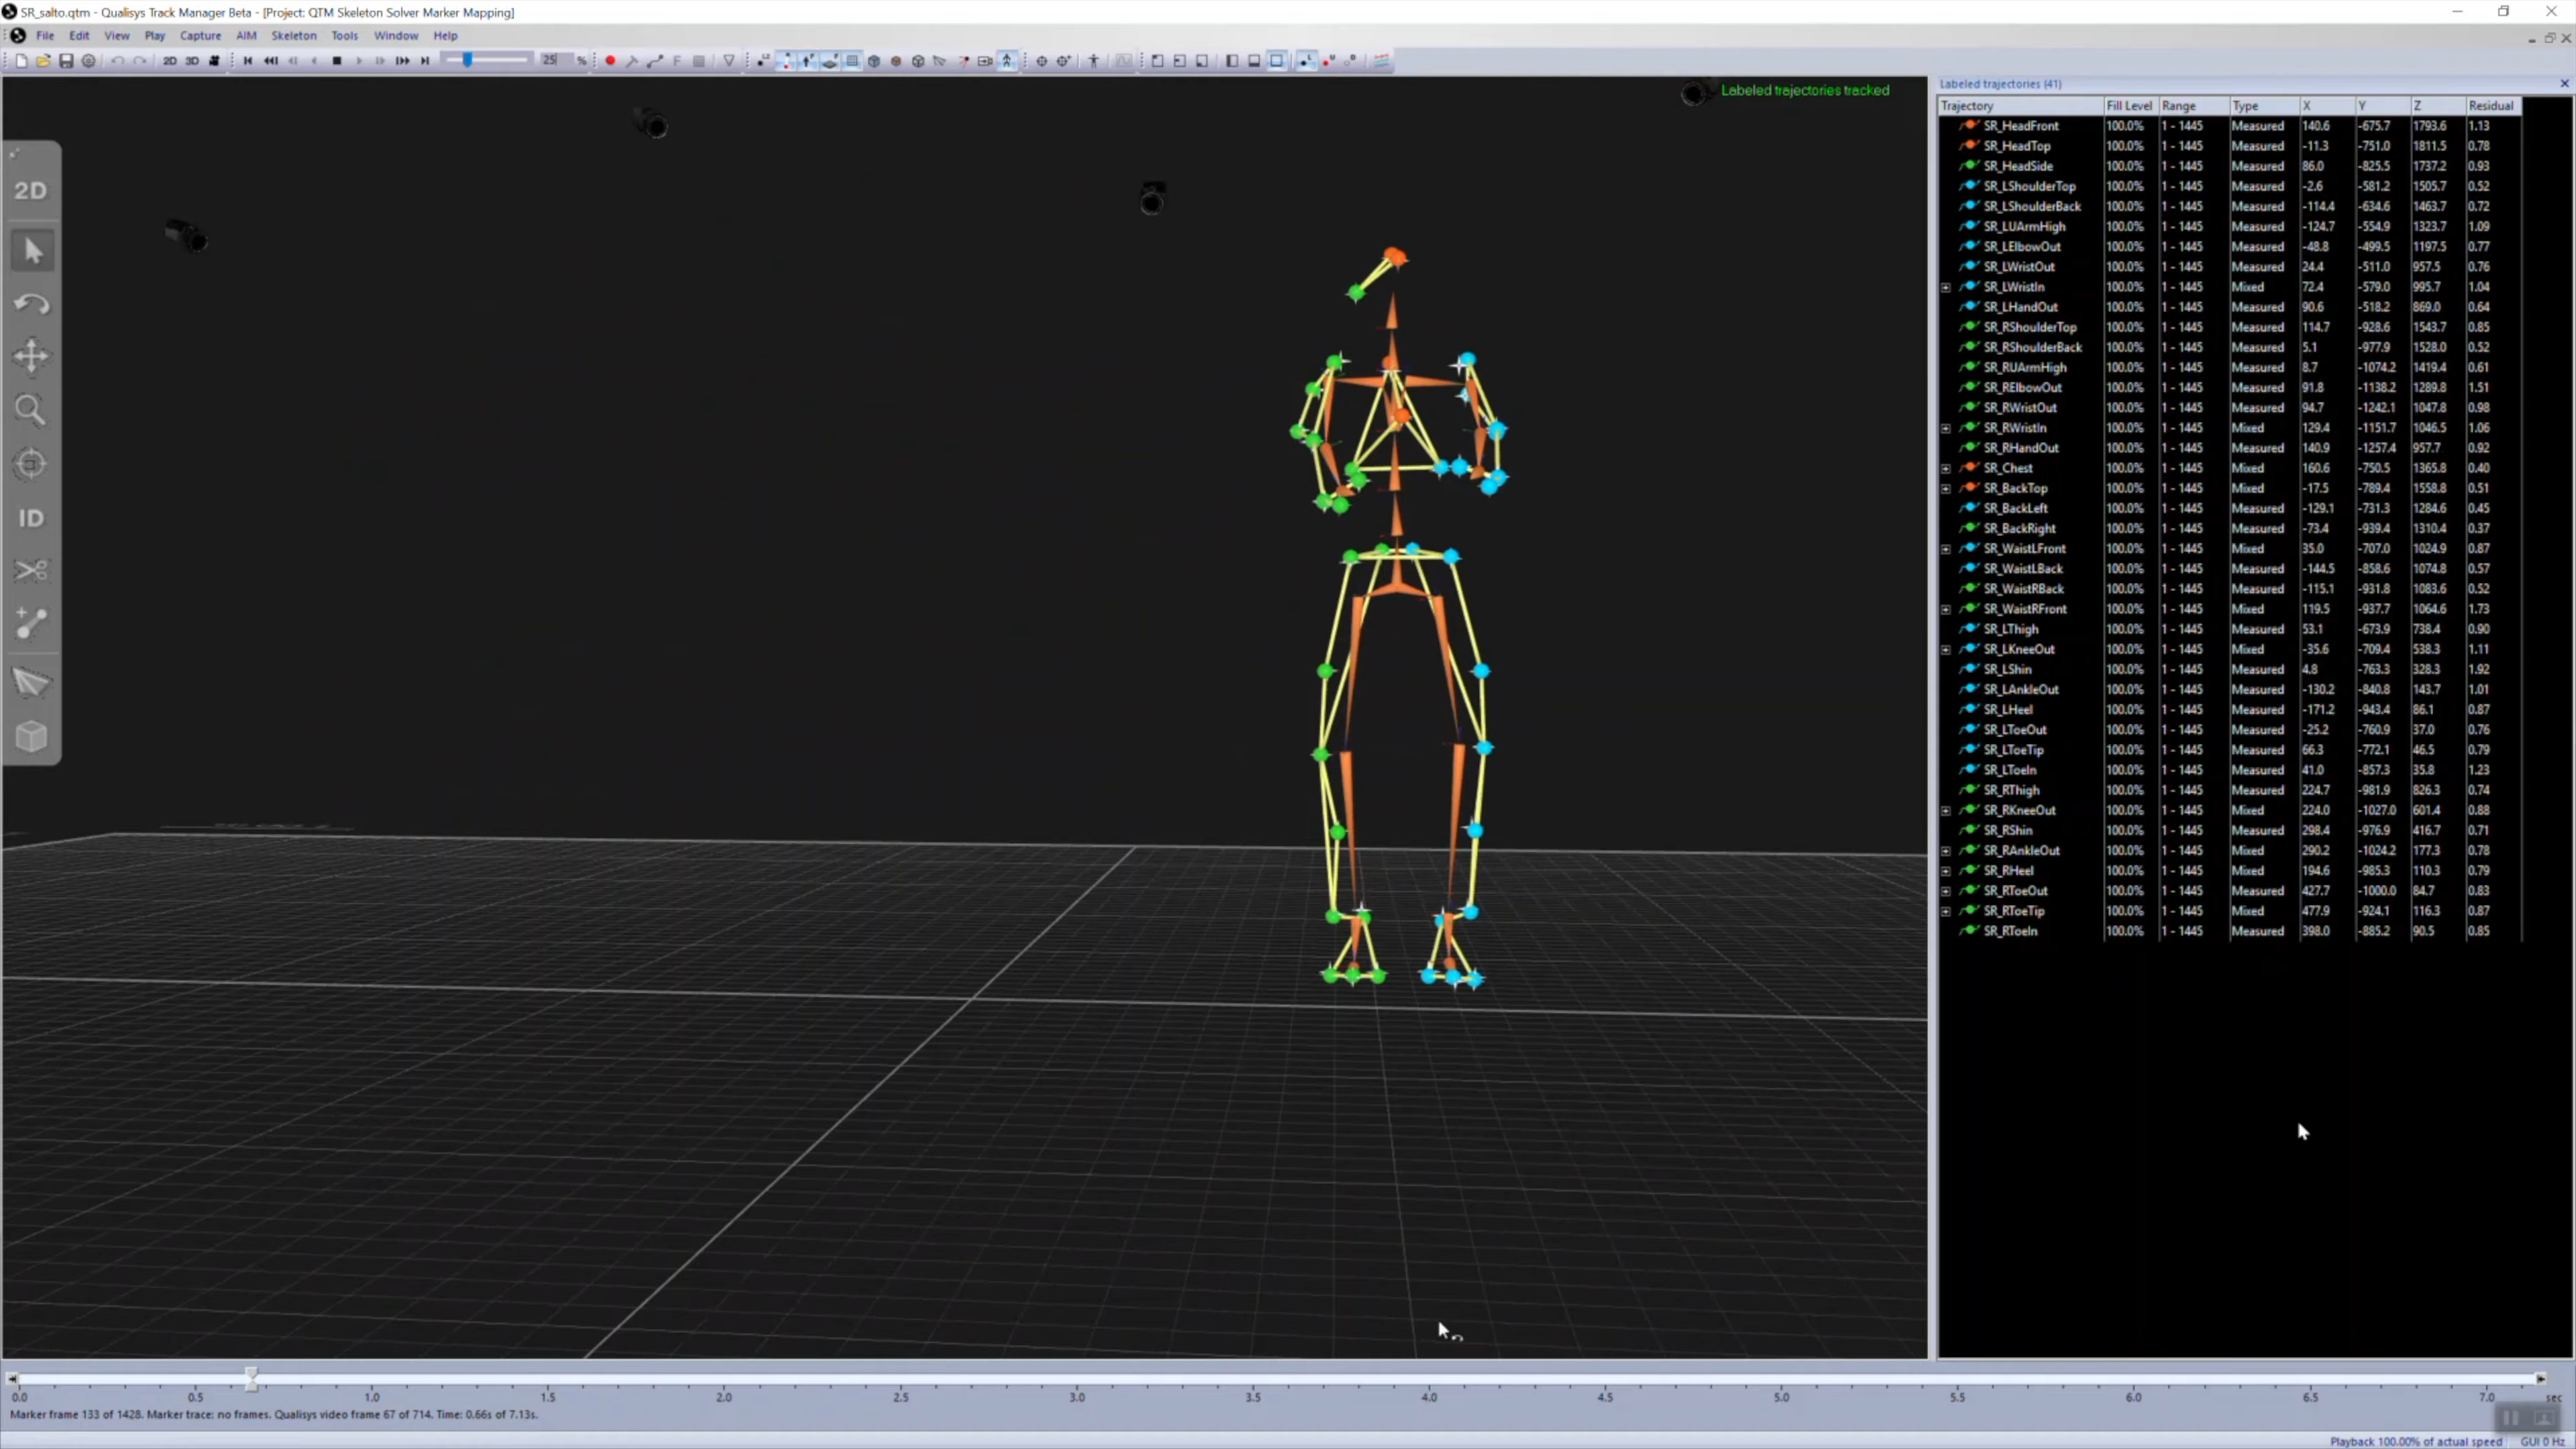 SR_salto.qtm - Qualisys Track Manager Beta - [Project: QTM Skeleton Solver Marker Mapping]
File Edit View Play Capture AIM Skeleton Tools Window Help
2D 3D 25 % F
Labeled trajectories tracked
2D
ID
Labeled trajectories (41)
Trajectory Fill Level Range Type X Y Z Residual
SR_HeadFront 100.0% 1 - 1445 Measured 140.6 -675.7 1793.6 1.13
SR_HeadTop 100.0% 1 - 1445 Measured -11.3 -751.0 1811.5 0.78
SR_HeadSide 100.0% 1 - 1445 Measured 86.0 -825.5 1737.2 0.93
SR_LShoulderTop 100.0% 1 - 1445 Measured -2.6 -581.2 1505.7 0.52
SR_LShoulderBack 100.0% 1 - 1445 Measured -114.4 -634.6 1463.7 0.72
SR_LUArmHigh 100.0% 1 - 1445 Measured -124.7 -554.9 1323.7 1.09
SR_LElbowOut 100.0% 1 - 1445 Measured -48.8 -499.5 1197.5 0.77
SR_LWristOut 100.0% 1 - 1445 Measured 24.4 -511.0 957.5 0.76
SR_LWristIn 100.0% 1 - 1445 Mixed 72.4 -579.0 995.7 1.04
SR_LHandOut 100.0% 1 - 1445 Measured 90.6 -518.2 869.0 0.64
SR_RShoulderTop 100.0% 1 - 1445 Measured 114.7 -928.6 1543.7 0.85
SR_RShoulderBack 100.0% 1 - 1445 Measured 5.1 -977.9 1528.0 0.52
SR_RUArmHigh 100.0% 1 - 1445 Measured 8.7 -1074.2 1419.4 0.61
SR_RElbowOut 100.0% 1 - 1445 Measured 91.8 -1138.2 1289.8 1.51
SR_RWristOut 100.0% 1 - 1445 Measured 94.7 -1242.1 1047.8 0.98
SR_RWristIn 100.0% 1 - 1445 Mixed 129.4 -1151.7 1046.5 1.06
SR_RHandOut 100.0% 1 - 1445 Measured 140.9 -1257.4 957.7 0.92
SR_Chest 100.0% 1 - 1445 Mixed 160.6 -750.5 1365.8 0.40
SR_BackTop 100.0% 1 - 1445 Mixed -17.5 -789.4 1558.8 0.51
SR_BackLeft 100.0% 1 - 1445 Measured -129.1 -731.3 1284.6 0.45
SR_BackRight 100.0% 1 - 1445 Measured -73.4 -939.4 1310.4 0.37
SR_WaistLFront 100.0% 1 - 1445 Mixed 35.0 -707.0 1024.9 0.87
SR_WaistLBack 100.0% 1 - 1445 Measured -144.5 -858.6 1074.8 0.57
SR_WaistRBack 100.0% 1 - 1445 Measured -115.1 -931.8 1083.6 0.52
SR_WaistRFront 100.0% 1 - 1445 Mixed 119.5 -937.7 1064.6 1.73
SR_LThigh 100.0% 1 - 1445 Measured 53.1 -673.9 738.4 0.90
SR_LKneeOut 100.0% 1 - 1445 Mixed -35.6 -709.4 538.3 1.11
SR_LShin 100.0% 1 - 1445 Measured 4.8 -763.3 328.3 1.92
SR_LAnkleOut 100.0% 1 - 1445 Measured -130.2 -840.8 143.7 1.01
SR_LHeel 100.0% 1 - 1445 Measured -171.2 -943.4 86.1 0.87
SR_LToeOut 100.0% 1 - 1445 Measured -25.2 -760.9 37.0 0.76
SR_LToeTip 100.0% 1 - 1445 Measured 66.3 -772.1 46.5 0.79
SR_LToeIn 100.0% 1 - 1445 Measured 41.0 -857.3 35.8 1.23
SR_RThigh 100.0% 1 - 1445 Measured 224.7 -981.9 826.3 0.74
SR_RKneeOut 100.0% 1 - 1445 Mixed 224.0 -1027.0 601.4 0.88
SR_RShin 100.0% 1 - 1445 Measured 298.4 -976.9 416.7 0.71
SR_RAnkleOut 100.0% 1 - 1445 Mixed 290.2 -1024.2 177.3 0.78
SR_RHeel 100.0% 1 - 1445 Mixed 194.6 -985.3 110.3 0.79
SR_RToeOut 100.0% 1 - 1445 Measured 427.7 -1000.0 84.7 0.83
SR_RToeTip 100.0% 1 - 1445 Mixed 477.9 -924.1 116.3 0.87
SR_RToeIn 100.0% 1 - 1445 Measured 398.0 -885.2 90.5 0.85
0.0 0.5 1.0 1.5 2.0 2.5 3.0 3.5 4.0 4.5 5.0 5.5 6.0 6.5 7.0 sec
Marker frame 133 of 1428. Marker trace: no frames. Qualisys video frame 67 of 714. Time: 0.66s of 7.13s.
Playback 100.00% of actual speed GUI 0 Hz